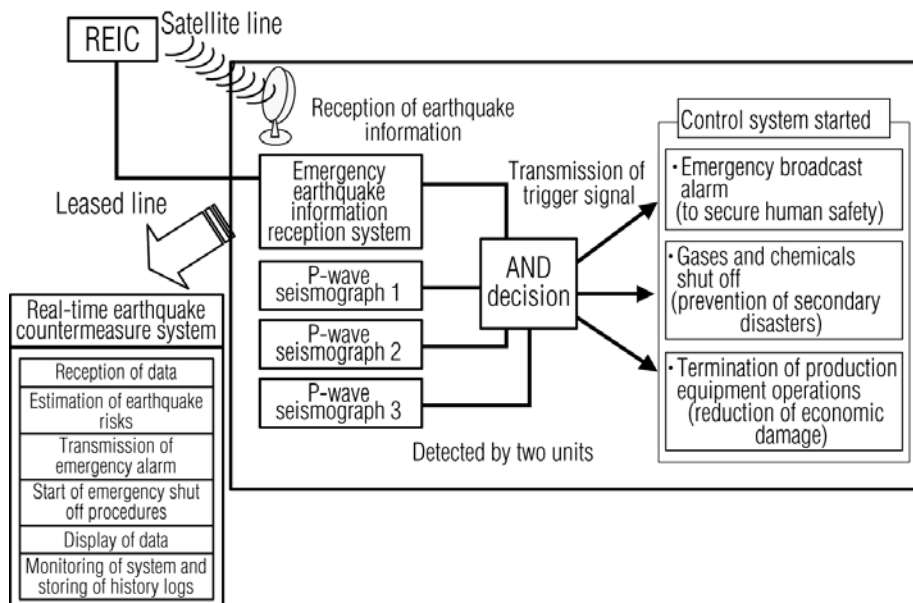 REIC
Satellite line
Reception of earthquake
information
Emergency
earthquake
information
reception system
Leased line
P-wave
seismograph 1
P-wave
seismograph 2
P-wave
seismograph 3
Detected by two units
AND
decision
Transmission of
trigger signal
Control system started
・Emergency broadcast
alarm
(to secure human safety)
・Gases and chemicals
shut off
(prevention of secondary
disasters)
・Termination of production
equipment operations
(reduction of economic
damage)
Real-time earthquake
countermeasure system
Reception of data
Estimation of earthquake
risks
Transmission of
emergency alarm
Start of emergency shut
off procedures
Display of data
Monitoring of system and
storing of history logs